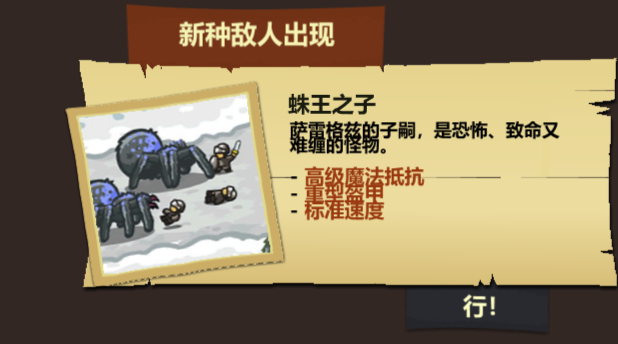 新种敌人出现
蛛王之子
萨雷格兹的子嗣，是恐怖、致命又
难缠的怪物。
- 高级魔法抵抗
- 重型盔甲
- 标准速度
行！